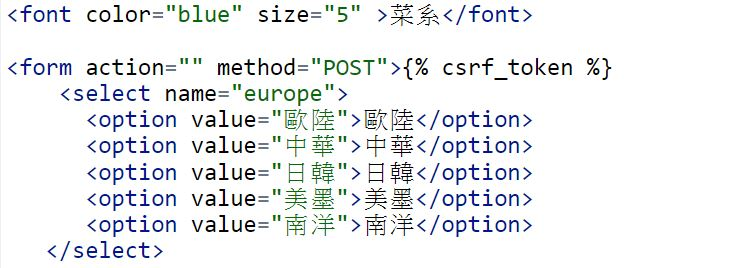 <font color="blue" size="5" >菜系</font>
<form action="" method="POST">{% csrf_token %}
<select name="europe">
<option value="歐陸">歐陸</option>
<option value="中華">中華</option>
<option value="日韓">日韓</option>
<option value="美墨">美墨</option>
<option value="南洋">南洋</option>
</select>